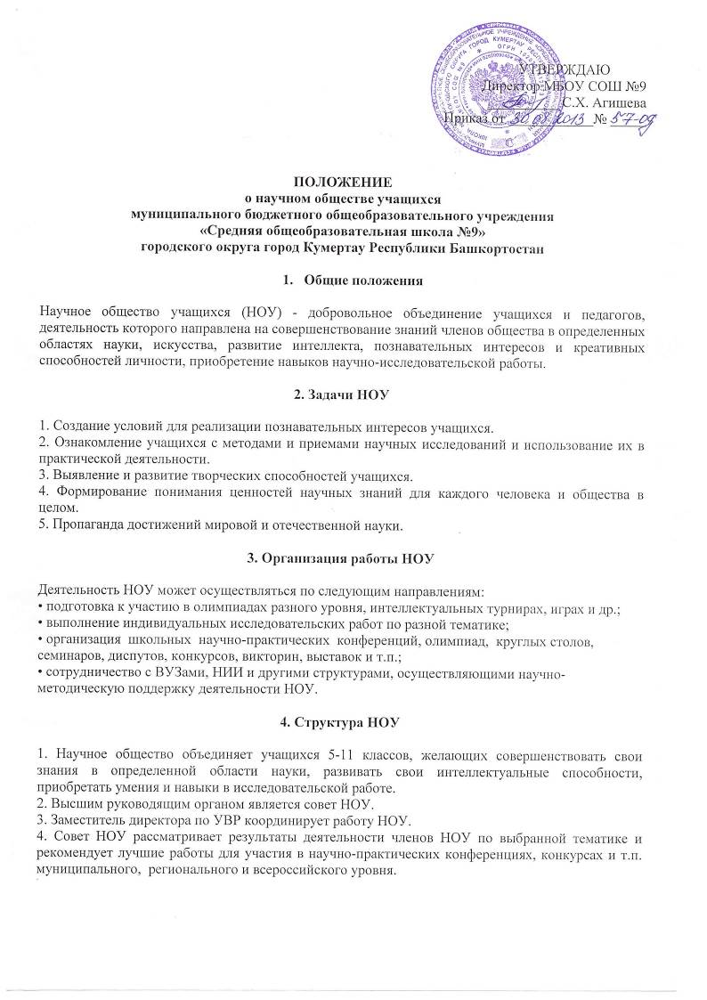 УТВЕРЖДАЮ
Директор МБОУ СОШ №9
С.Х. Агишева
Приказ от 30.08.2013 № 57-од
ПОЛОЖЕНИЕ
о научном обществе учащихся
муниципального бюджетного общеобразовательного учреждения
«Средняя общеобразовательная школа №9»
городского округа город Кумертау Республики Башкортостан
1. Общие положения
Научное общество учащихся (НОУ) - добровольное объединение учащихся и педагогов,
деятельность которого направлена на совершенствование знаний членов общества в определенных
областях науки, искусства, развитие интеллекта, познавательных интересов и креативных
способностей личности, приобретение навыков научно-исследовательской работы.
2. Задачи НОУ
1. Создание условий для реализации познавательных интересов учащихся.
2. Ознакомление учащихся с методами и приемами научных исследований и использование их в
практической деятельности.
3. Выявление и развитие творческих способностей учащихся.
4. Формирование понимания ценностей научных знаний для каждого человека и общества в
целом.
5. Пропаганда достижений мировой и отечественной науки.
3. Организация работы НОУ
Деятельность НОУ может осуществляться по следующим направлениям:
• подготовка к участию в олимпиадах разного уровня, интеллектуальных турнирах, играх и др.;
• выполнение индивидуальных исследовательских работ по разной тематике;
• организация школьных научно-практических конференций, олимпиад, круглых столов,
семинаров, диспутов, конкурсов, викторин, выставок и т.п.;
• сотрудничество с ВУЗами, НИИ и другими структурами, осуществляющими научно-
методическую поддержку деятельности НОУ.
4. Структура НОУ
1. Научное общество объединяет учащихся 5-11 классов, желающих совершенствовать свои
знания в определенной области науки, развивать свои интеллектуальные способности,
приобретать умения и навыки в исследовательской работе.
2. Высшим руководящим органом является совет НОУ.
3. Заместитель директора по УВР координирует работу НОУ.
4. Совет НОУ рассматривает результаты деятельности членов НОУ по выбранной тематике и
рекомендует лучшие работы для участия в научно-практических конференциях, конкурсах и т.п.
муниципального, регионального и всероссийского уровня.